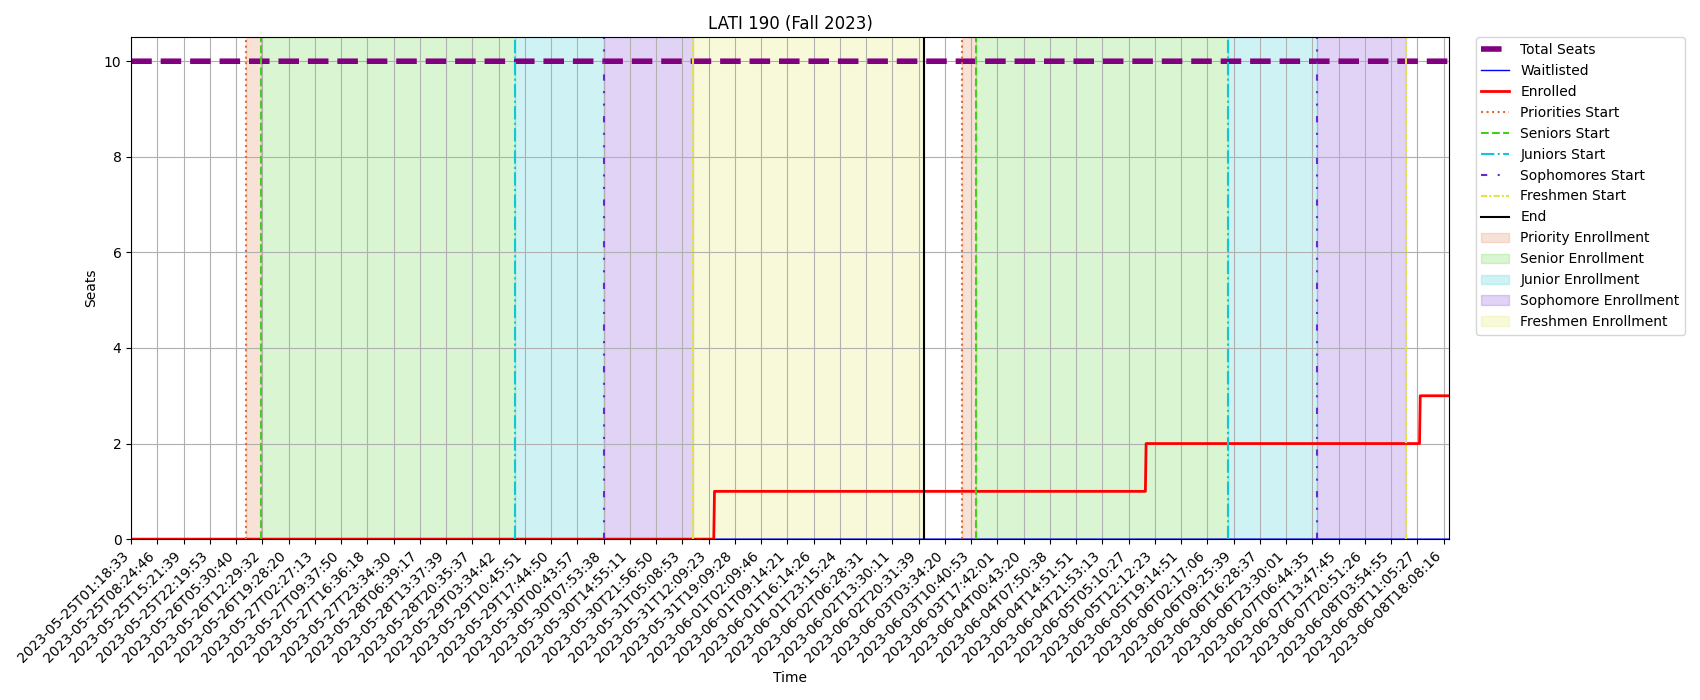 LATI 190 (Fall 2023)
10
8
6
4
2
0
Seats
2023-05-25T01:18:33
2023-05-25T08:24:46
2023-05-25T15:21:39
2023-05-25T22:19:53
2023-05-26T05:30:40
2023-05-26T12:29:32
2023-05-26T19:28:20
2023-05-27T02:27:13
2023-05-27T09:37:50
2023-05-27T16:36:18
2023-05-27T23:34:30
2023-05-28T06:39:17
2023-05-28T13:37:39
2023-05-28T20:35:37
2023-05-29T03:34:42
2023-05-29T10:45:51
2023-05-29T17:44:50
2023-05-30T00:43:57
2023-05-30T07:53:38
2023-05-30T14:55:11
2023-05-30T21:56:50
2023-05-31T05:08:53
2023-05-31T12:09:23
2023-05-31T19:09:28
2023-06-01T02:09:46
2023-06-01T09:14:21
2023-06-01T16:14:26
2023-06-01T23:15:24
2023-06-02T06:28:31
2023-06-02T13:30:11
2023-06-02T20:31:39
2023-06-03T03:34:20
2023-06-03T10:40:53
2023-06-03T17:42:01
2023-06-04T00:43:20
2023-06-04T07:50:38
2023-06-04T14:51:51
2023-06-04T21:53:13
2023-06-05T05:10:27
2023-06-05T12:12:23
2023-06-05T19:14:51
2023-06-06T02:17:06
2023-06-06T09:25:39
2023-06-06T16:28:37
2023-06-06T23:30:01
2023-06-07T06:44:35
2023-06-07T13:47:45
2023-06-07T20:51:26
2023-06-08T03:54:55
2023-06-08T11:05:27
2023-06-08T18:08:16
Time
Total Seats
Waitlisted
Enrolled
Priorities Start
Seniors Start
Juniors Start
Sophomores Start
Freshmen Start
End
Priority Enrollment
Senior Enrollment
Junior Enrollment
Sophomore Enrollment
Freshmen Enrollment